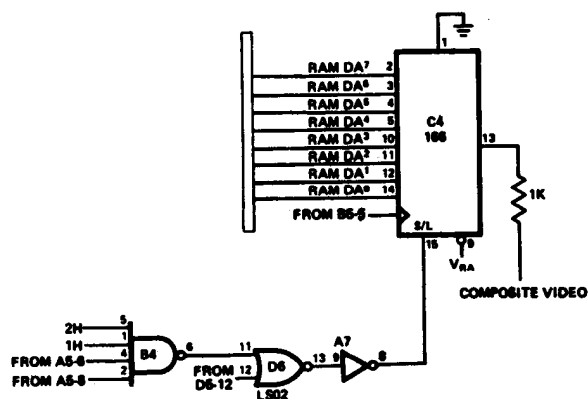 1
RAM DA7 2
RAM DA6 3
RAM DA5 4
RAM DA4 5
RAM DA3 10
RAM DA2 11
RAM DA1 12
RAM DA0 14
C4
166
13
1K
FROM B5-5
S/L
15
9
VRA
COMPOSITE VIDEO
5
2H
1
1H
4
FROM A5-6
2
FROM A5-8
B4
6
11
12
FROM
D5-12
D6
LS02
13
A7
9
8